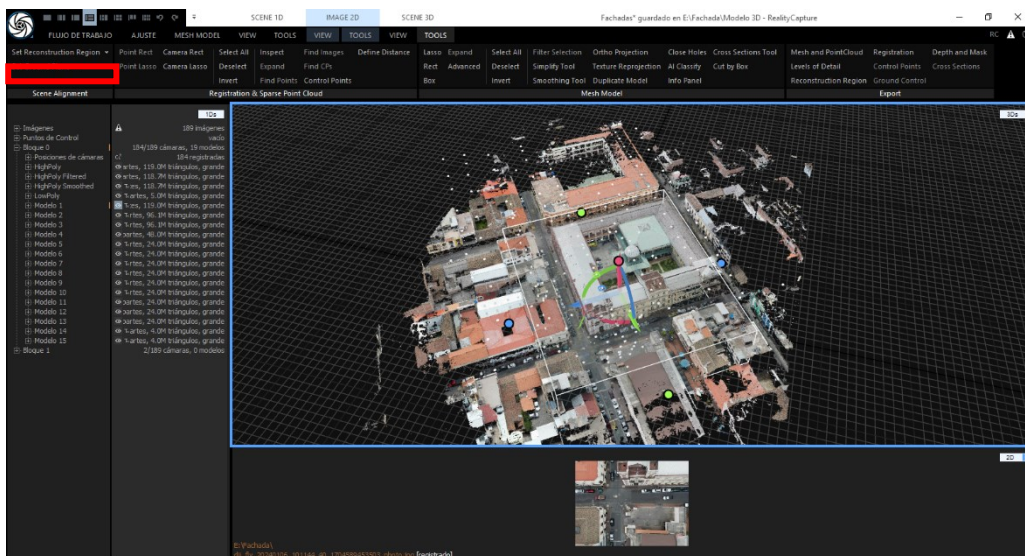 SCENE 1D IMAGE 2D SCENE 3D Fachadas* guardado en E:\Fachada\Modelo 3D - RealityCapture
FLUJO DE TRABAJO AJUSTE MESH MODEL VIEW TOOLS VIEW TOOLS VIEW TOOLS RC
Set Reconstruction Region Point Rect Camera Rect Select All Inspect Find Images Define Distance Lasso Expand Select All Filter Selection Ortho Projection Close Holes Cross Sections Tool Mesh and PointCloud Registration Depth and Mask
Point Lasso Camera Lasso Deselect Expand Find CPs Rect Advanced Deselect Simplify Tool Texture Reprojection AI Classify Cut by Box Levels of Detail Control Points Cross Sections
Invert Find Points Control Points Box Invert Smoothing Tool Duplicate Model Info Panel Reconstruction Region Ground Control
Scene Alignment Registration & Sparse Point Cloud Mesh Model Export
1Ds 3Ds
Imágenes 189 imágenes
Puntos de Control vacío
Bloque 0 184/189 cámaras, 19 modelos
Posiciones de cámaras 184 registradas
HighPoly artes, 119.0M triángulos, grande
HighPoly Filtered artes, 118.7M triángulos, grande
HighPoly Smoothed 118.7M triángulos, grande
LowPoly 5.0M triángulos, grande
Modelo 1 119.0M triángulos, grande
Modelo 2 96.1M triángulos, grande
Modelo 3 96.1M triángulos, grande
Modelo 4 48.0M triángulos, grande
Modelo 5 24.0M triángulos, grande
Modelo 6 24.0M triángulos, grande
Modelo 7 24.0M triángulos, grande
Modelo 8 24.0M triángulos, grande
Modelo 9 24.0M triángulos, grande
Modelo 10 24.0M triángulos, grande
Modelo 11 24.0M triángulos, grande
Modelo 12 24.0M triángulos, grande
Modelo 13 24.0M triángulos, grande
Modelo 14 4.0M triángulos, grande
Modelo 15 4.0M triángulos, grande
Bloque 1 2/189 cámaras, 0 modelos
2D
E:\Fachada\
[registrado]